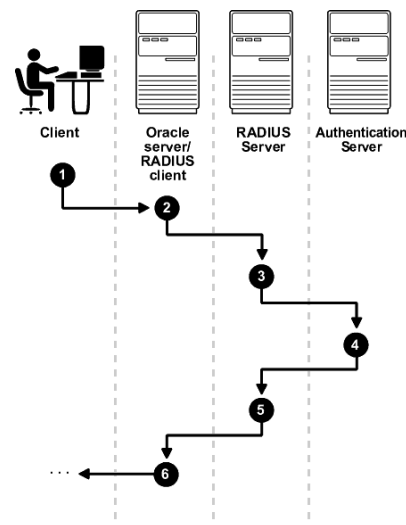 Client
Oracle
server/
RADIUS
client
RADIUS
Server
Authentication
Server
1
2
3
4
5
6
...